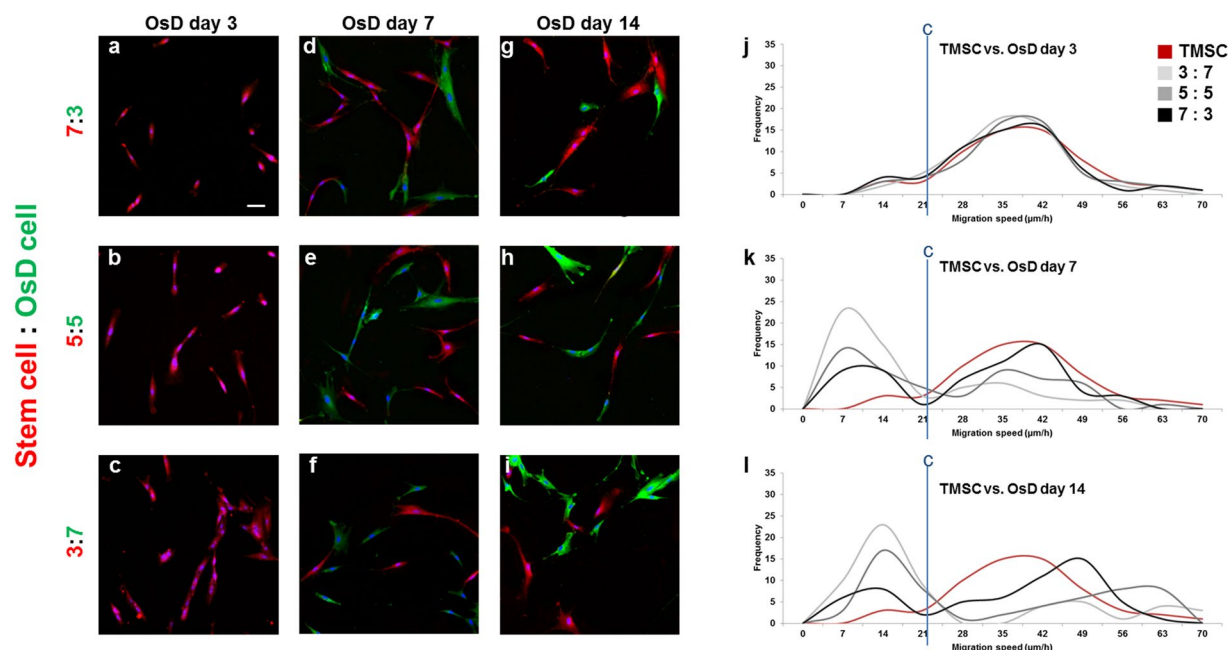 OsD day 3
OsD day 7
OsD day 14
Stem cell : OsD cell
7:3
5:5
3:7
a
d
g
b
e
h
c
f
i
j
C
TMSC vs. OsD day 3
TMSC
3 : 7
5 : 5
7 : 3
Frequency
35
30
25
20
15
10
5
0
0 7 14 21 28 35 42 49 56 63 70
Migration speed (µm/h)
k
C
TMSC vs. OsD day 7
Frequency
35
30
25
20
15
10
5
0
0 7 14 21 28 35 42 49 56 63 70
Migration speed (µm/h)
l
C
TMSC vs. OsD day 14
Frequency
35
30
25
20
15
10
5
0
0 7 14 21 28 35 42 49 56 63 70
Migration speed (µm/h)